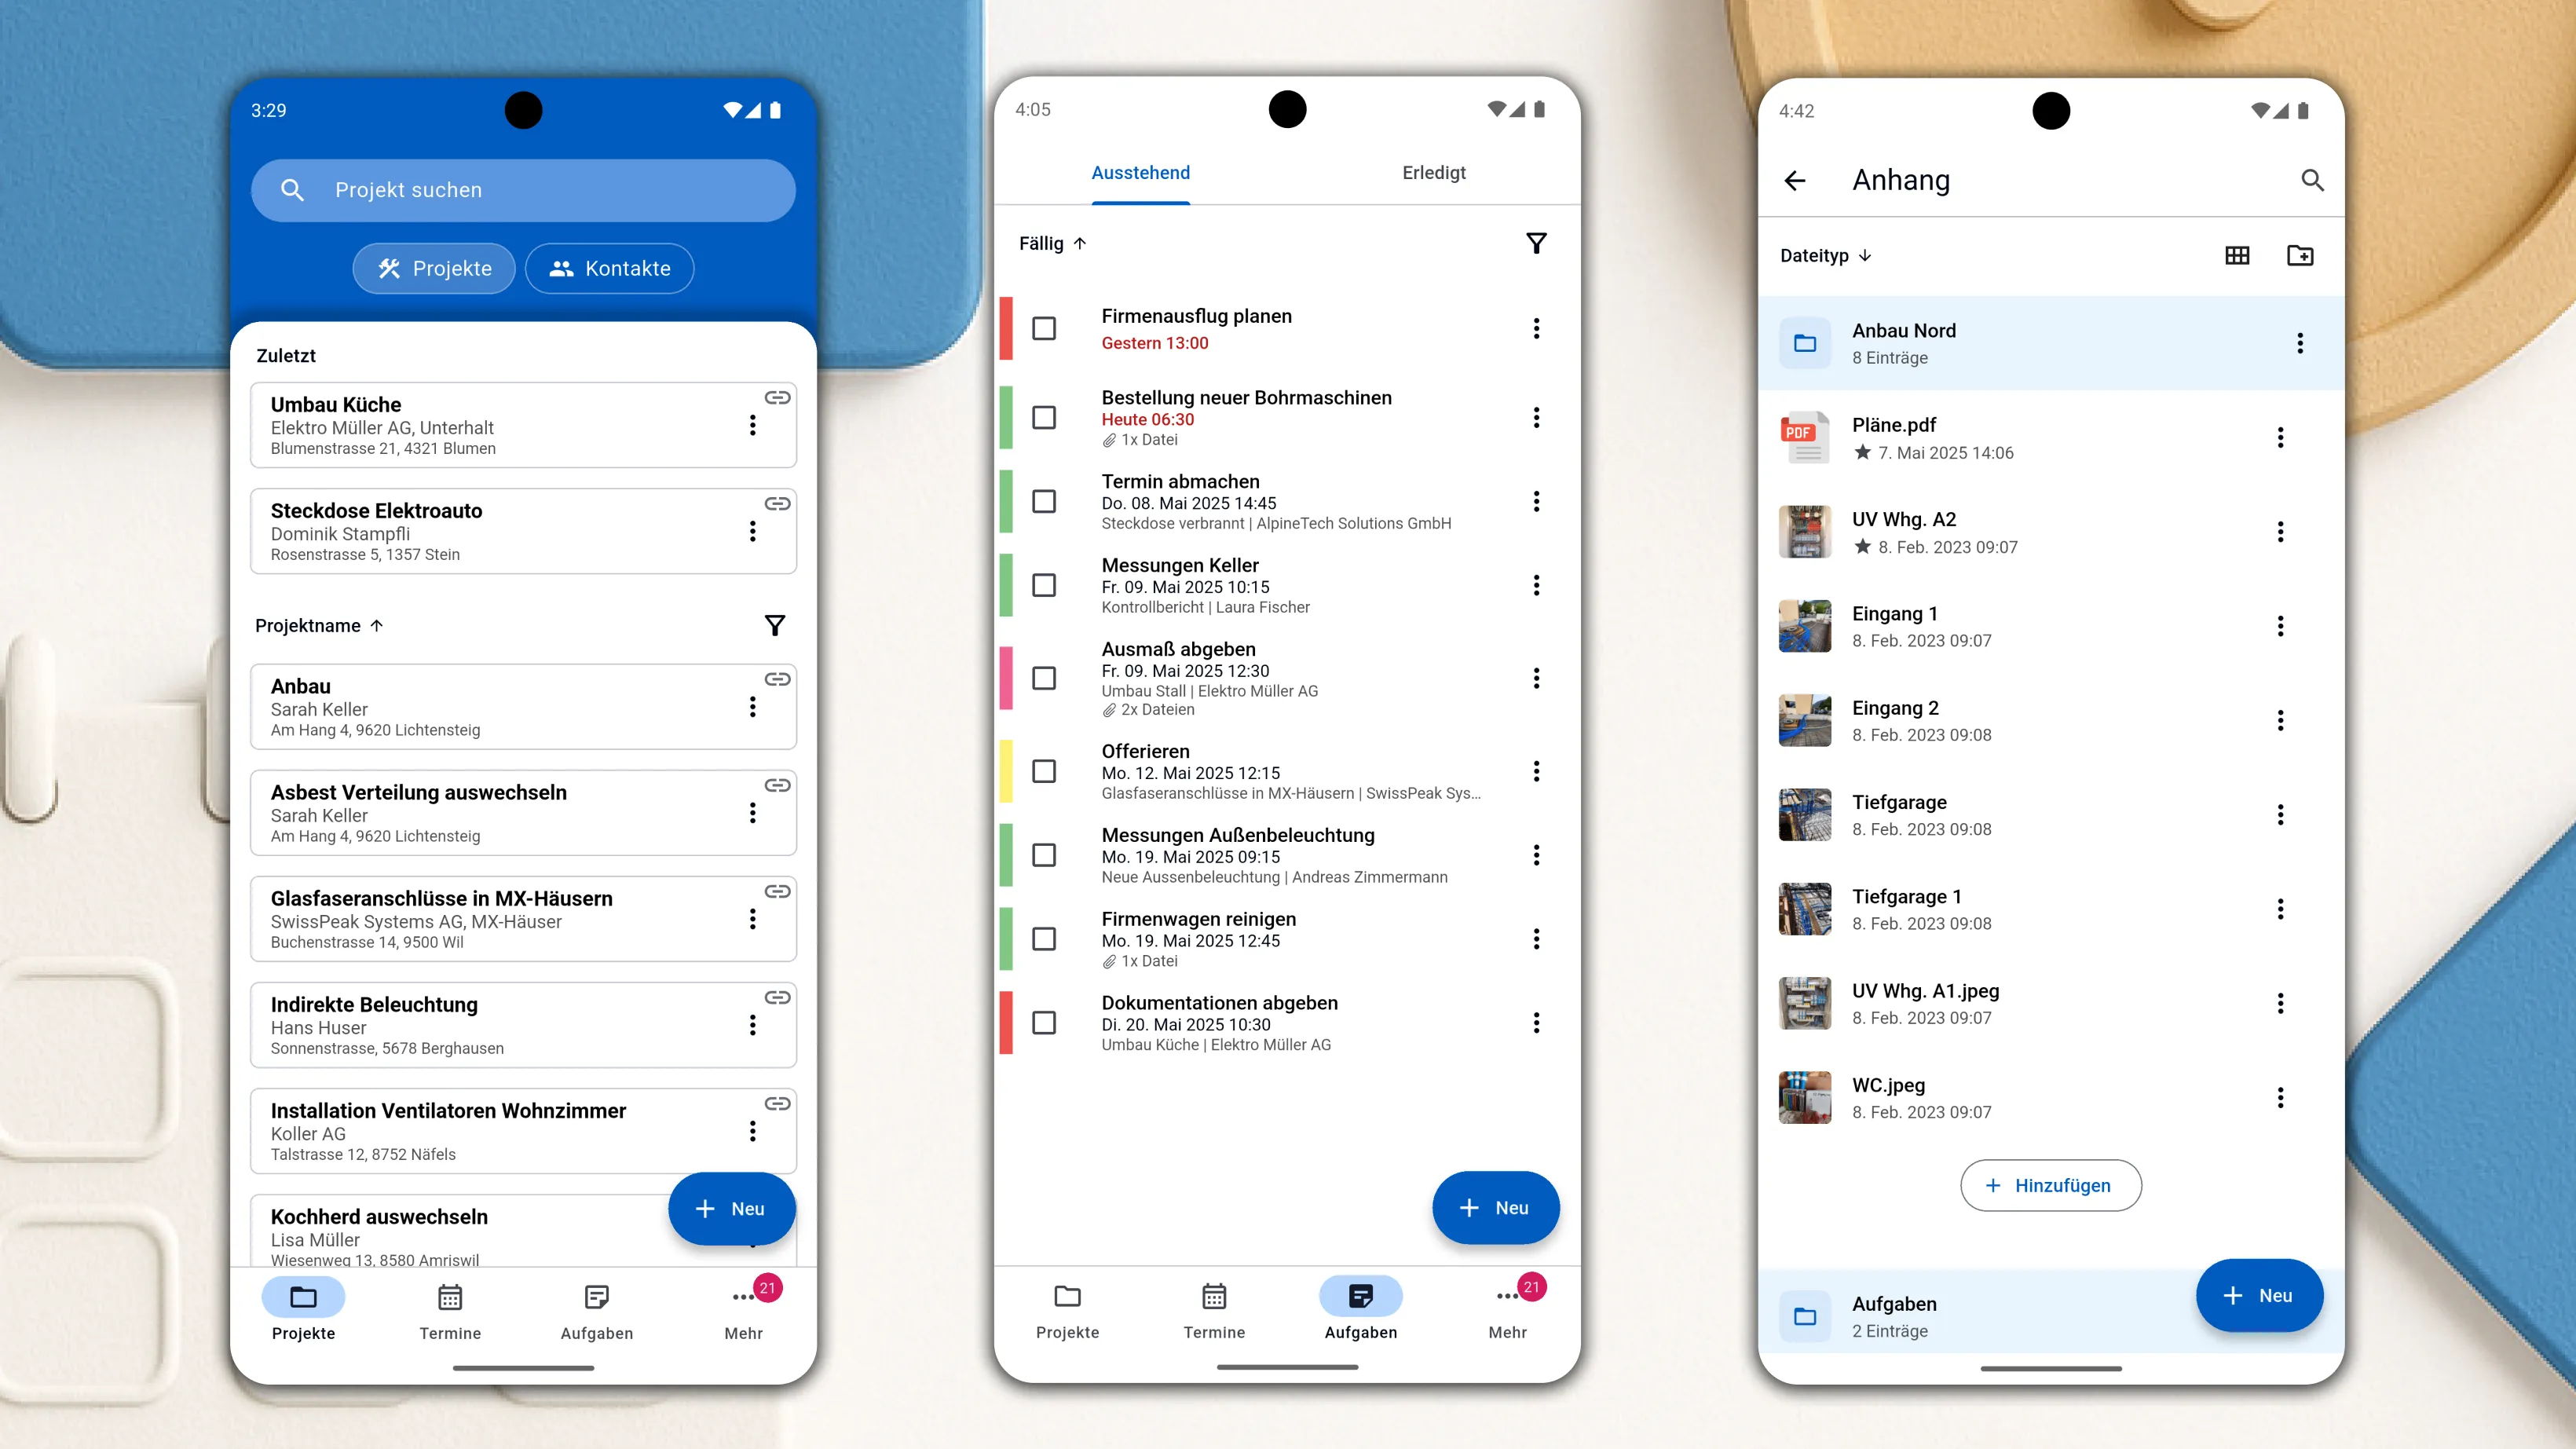 3:29
Projekt suchen
Projekte
Kontakte
Zuletzt
Umbau Küche
Elektro Müller AG, Unterhalt
Blumenstrasse 21, 4321 Blumen
Steckdose Elektroauto
Dominik Stampfli
Rosenstrasse 5, 1357 Stein
Projektname
Anbau
Sarah Keller
Am Hang 4, 9620 Lichtensteig
Asbest Verteilung auswechseln
Sarah Keller
Am Hang 4, 9620 Lichtensteig
Glasfaseranschlüsse in MX-Häusern
SwissPeak Systems AG, MX-Häuser
Buchenstrasse 14, 9500 Wil
Indirekte Beleuchtung
Hans Huser
Sonnenstrasse, 5678 Berghausen
Installation Ventilatoren Wohnzimmer
Koller AG
Talstrasse 12, 8752 Näfels
Kochherd auswechseln
Lisa Müller
Wiesenweg 13, 8580 Amriswil
Neu
Projekte
Termine
Aufgaben
Mehr
21
4:05
Ausstehend
Erledigt
Fällig
Firmenausflug planen
Gestern 13:00
Bestellung neuer Bohrmaschinen
Heute 06:30
1x Datei
Termin abmachen
Do. 08. Mai 2025 14:45
Steckdose verbrannt | AlpineTech Solutions GmbH
Messungen Keller
Fr. 09. Mai 2025 10:15
Kontrollbericht | Laura Fischer
Ausmaß abgeben
Fr. 09. Mai 2025 12:30
Umbau Stall | Elektro Müller AG
2x Dateien
Offerieren
Mo. 12. Mai 2025 12:15
Glasfaseranschlüsse in MX-Häusern | SwissPeak Sys...
Messungen Außenbeleuchtung
Mo. 19. Mai 2025 09:15
Neue Aussenbeleuchtung | Andreas Zimmermann
Firmenwagen reinigen
Mo. 19. Mai 2025 12:45
1x Datei
Dokumentationen abgeben
Di. 20. Mai 2025 10:30
Umbau Küche | Elektro Müller AG
Neu
Projekte
Termine
Aufgaben
Mehr
21
4:42
Anhang
Dateityp
Anbau Nord
8 Einträge
PDF
Pläne.pdf
7. Mai 2025 14:06
UV Whg. A2
8. Feb. 2023 09:07
Eingang 1
8. Feb. 2023 09:07
Eingang 2
8. Feb. 2023 09:08
Tiefgarage
8. Feb. 2023 09:08
Tiefgarage 1
8. Feb. 2023 09:08
UV Whg. A1.jpeg
8. Feb. 2023 09:07
WC.jpeg
8. Feb. 2023 09:07
Hinzufügen
Aufgaben
2 Einträge
Neu